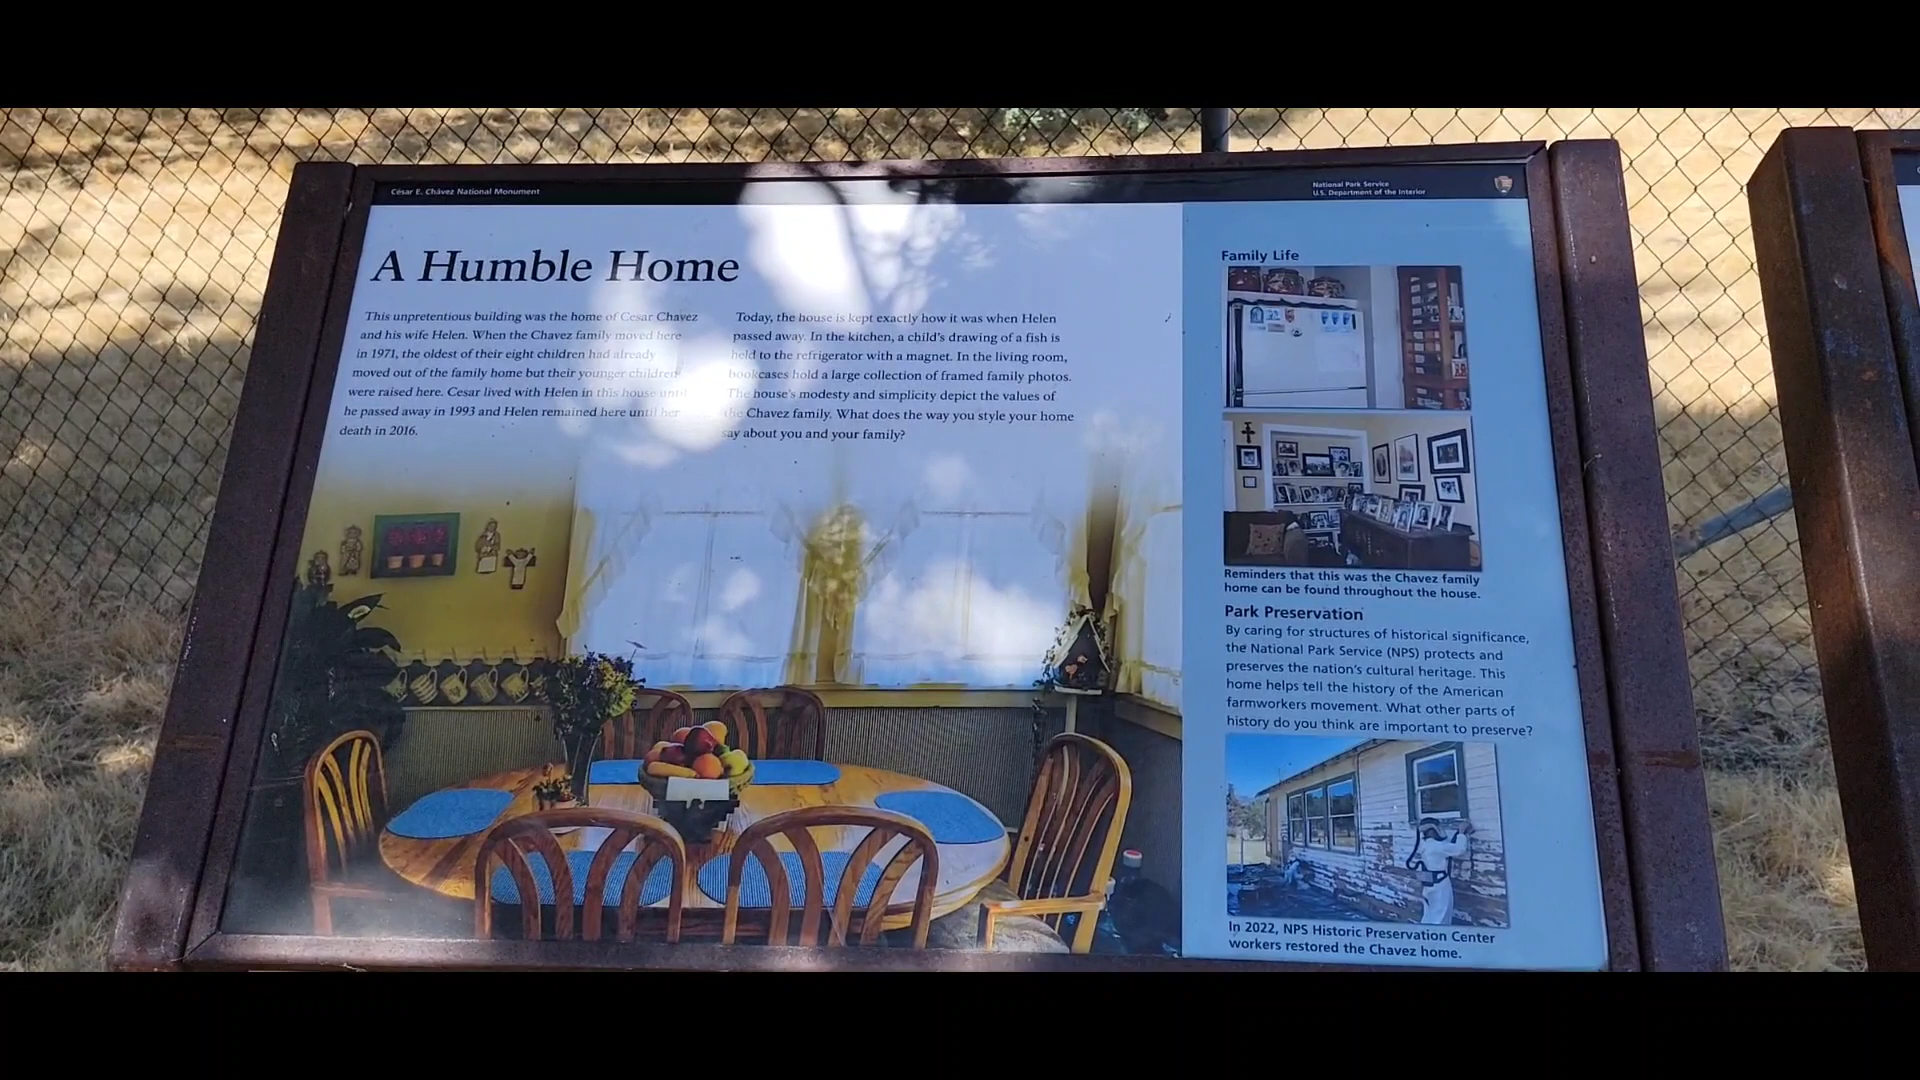 César E. Chávez National Monument
National Park Service
U.S. Department of the Interior
A Humble Home
This unpretentious building was the home of Cesar Chavez
and his wife Helen. When the Chavez family moved here
in 1971, the oldest of their eight children had already
moved out of the family home but their younger children
were raised here. Cesar lived with Helen in this house until
he passed away in 1993 and Helen remained here until her
death in 2016.
Today, the house is kept exactly how it was when Helen
passed away. In the kitchen, a child's drawing of a fish is
held to the refrigerator with a magnet. In the living room,
bookcases hold a large collection of framed family photos.
The house's modesty and simplicity depict the values of
the Chavez family. What does the way you style your home
say about you and your family?
Family Life
Reminders that this was the Chavez family
home can be found throughout the house.
Park Preservation
By caring for structures of historical significance,
the National Park Service (NPS) protects and
preserves the nation's cultural heritage. This
home helps tell the history of the American
farmworkers movement. What other parts of
history do you think are important to preserve?
In 2022, NPS Historic Preservation Center
workers restored the Chavez home.